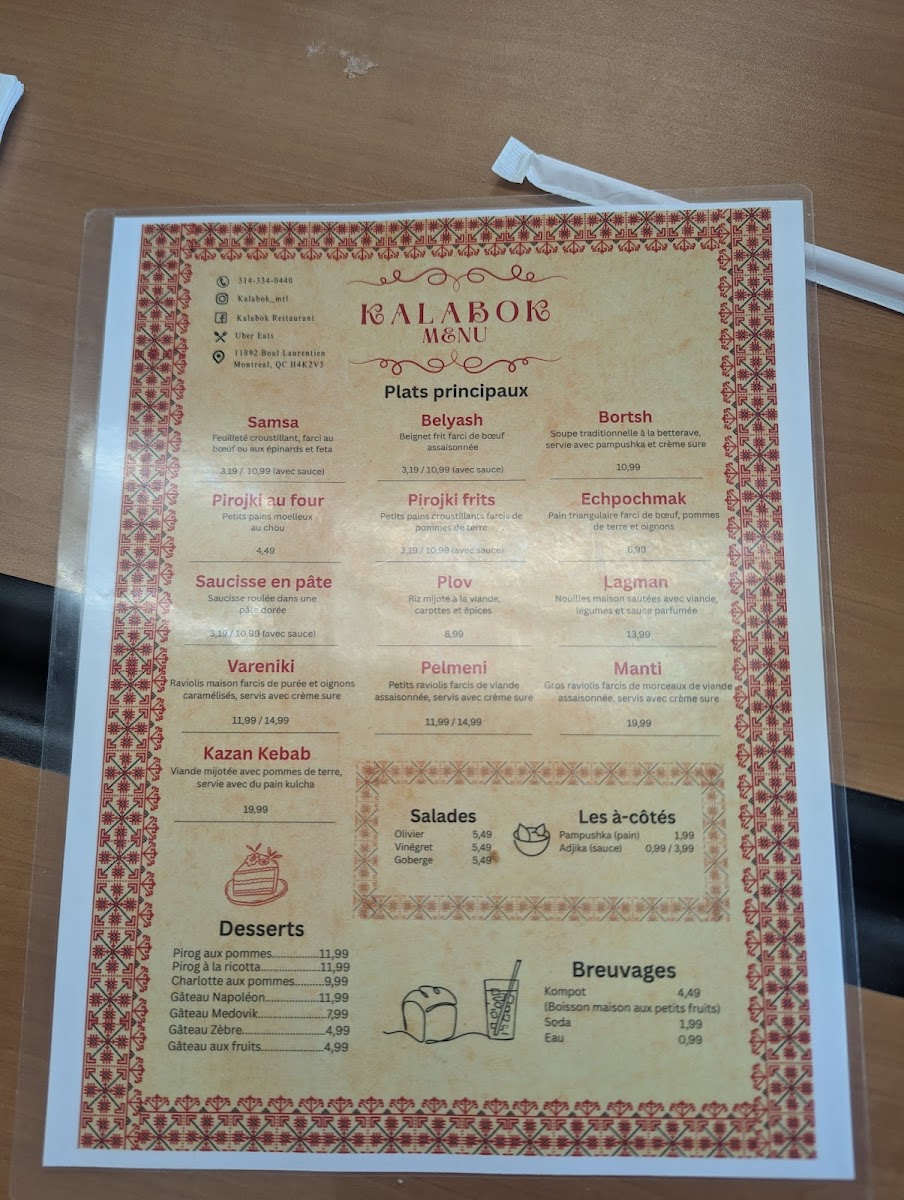 514-334-0440
Kalabok_mtl
Kalabok Restaurant
Uber Eats
11892 Boul Laurentien
Montreal, QC H4K2V5
KALABOK
MENU
Plats principaux
Samsa
Feuilleté croustillant, farci au
bœuf ou aux épinards et feta
3,19 / 10,99 (avec sauce)
Belyash
Beignet frit farci de bœuf
assaisonnée
3,19 / 10,99 (avec sauce)
Bortsh
Soupe traditionnelle à la betterave,
servie avec pampushka et crème sure
10,99
Pirojki au four
Petits pains moelleux
au chou
4,49
Pirojki frits
Petits pains croustillants farcis de
pommes de terre
3,19 / 10,99 (avec sauce)
Echpochmak
Pain triangulaire farci de bœuf, pommes
de terre et oignons
6,99
Saucisse en pâte
Saucisse roulée dans une
pâte dorée
3,19 / 10,99 (avec sauce)
Plov
Riz mijoté à la viande,
carottes et épices
8,99
Lagman
Nouilles maison sautées avec viande,
légumes et sauce parfumée
13,99
Vareniki
Raviolis maison farcis de purée et oignons
caramélisés, servis avec crème sure
11,99 / 14,99
Pelmeni
Petits raviolis farcis de viande
assaisonnée, servis avec crème sure
11,99 / 14,99
Manti
Gros raviolis farcis de morceaux de viande
assaisonnée, servis avec crème sure
19,99
Kazan Kebab
Viande mijotée avec pommes de terre,
servie avec du pain kulcha
19,99
Salades
Olivier 5,49
Vinégret 5,49
Goberge 5,49
Les à-côtés
Pampushka (pain) 1,99
Adjika (sauce) 0,99 / 3,99
Desserts
Pirog aux pommes..................11,99
Pirog à la ricotta.....................11,99
Charlotte aux pommes.........9,99
Gâteau Napoléon.................11,99
Gâteau Medovik.....................7,99
Gâteau Zèbre.........................4,99
Gâteau aux fruits....................4,99
Breuvages
Kompot 4,49
(Boisson maison aux petits fruits)
Soda 1,99
Eau 0,99